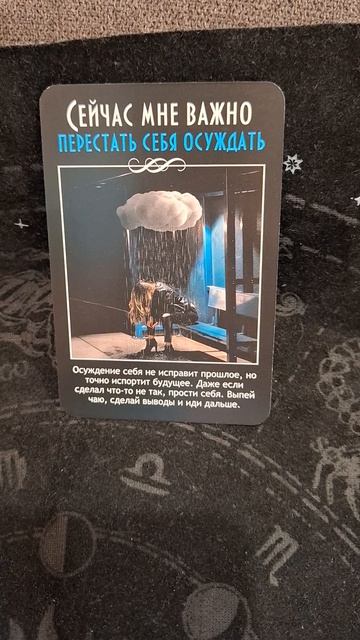 Сейчас мне важно
перестать себя осуждать
Осуждение себя не исправит прошлое, но
точно испортит будущее. Даже если
сделал что-то не так, прости себя. Выпей
чаю, сделай выводы и иди дальше.